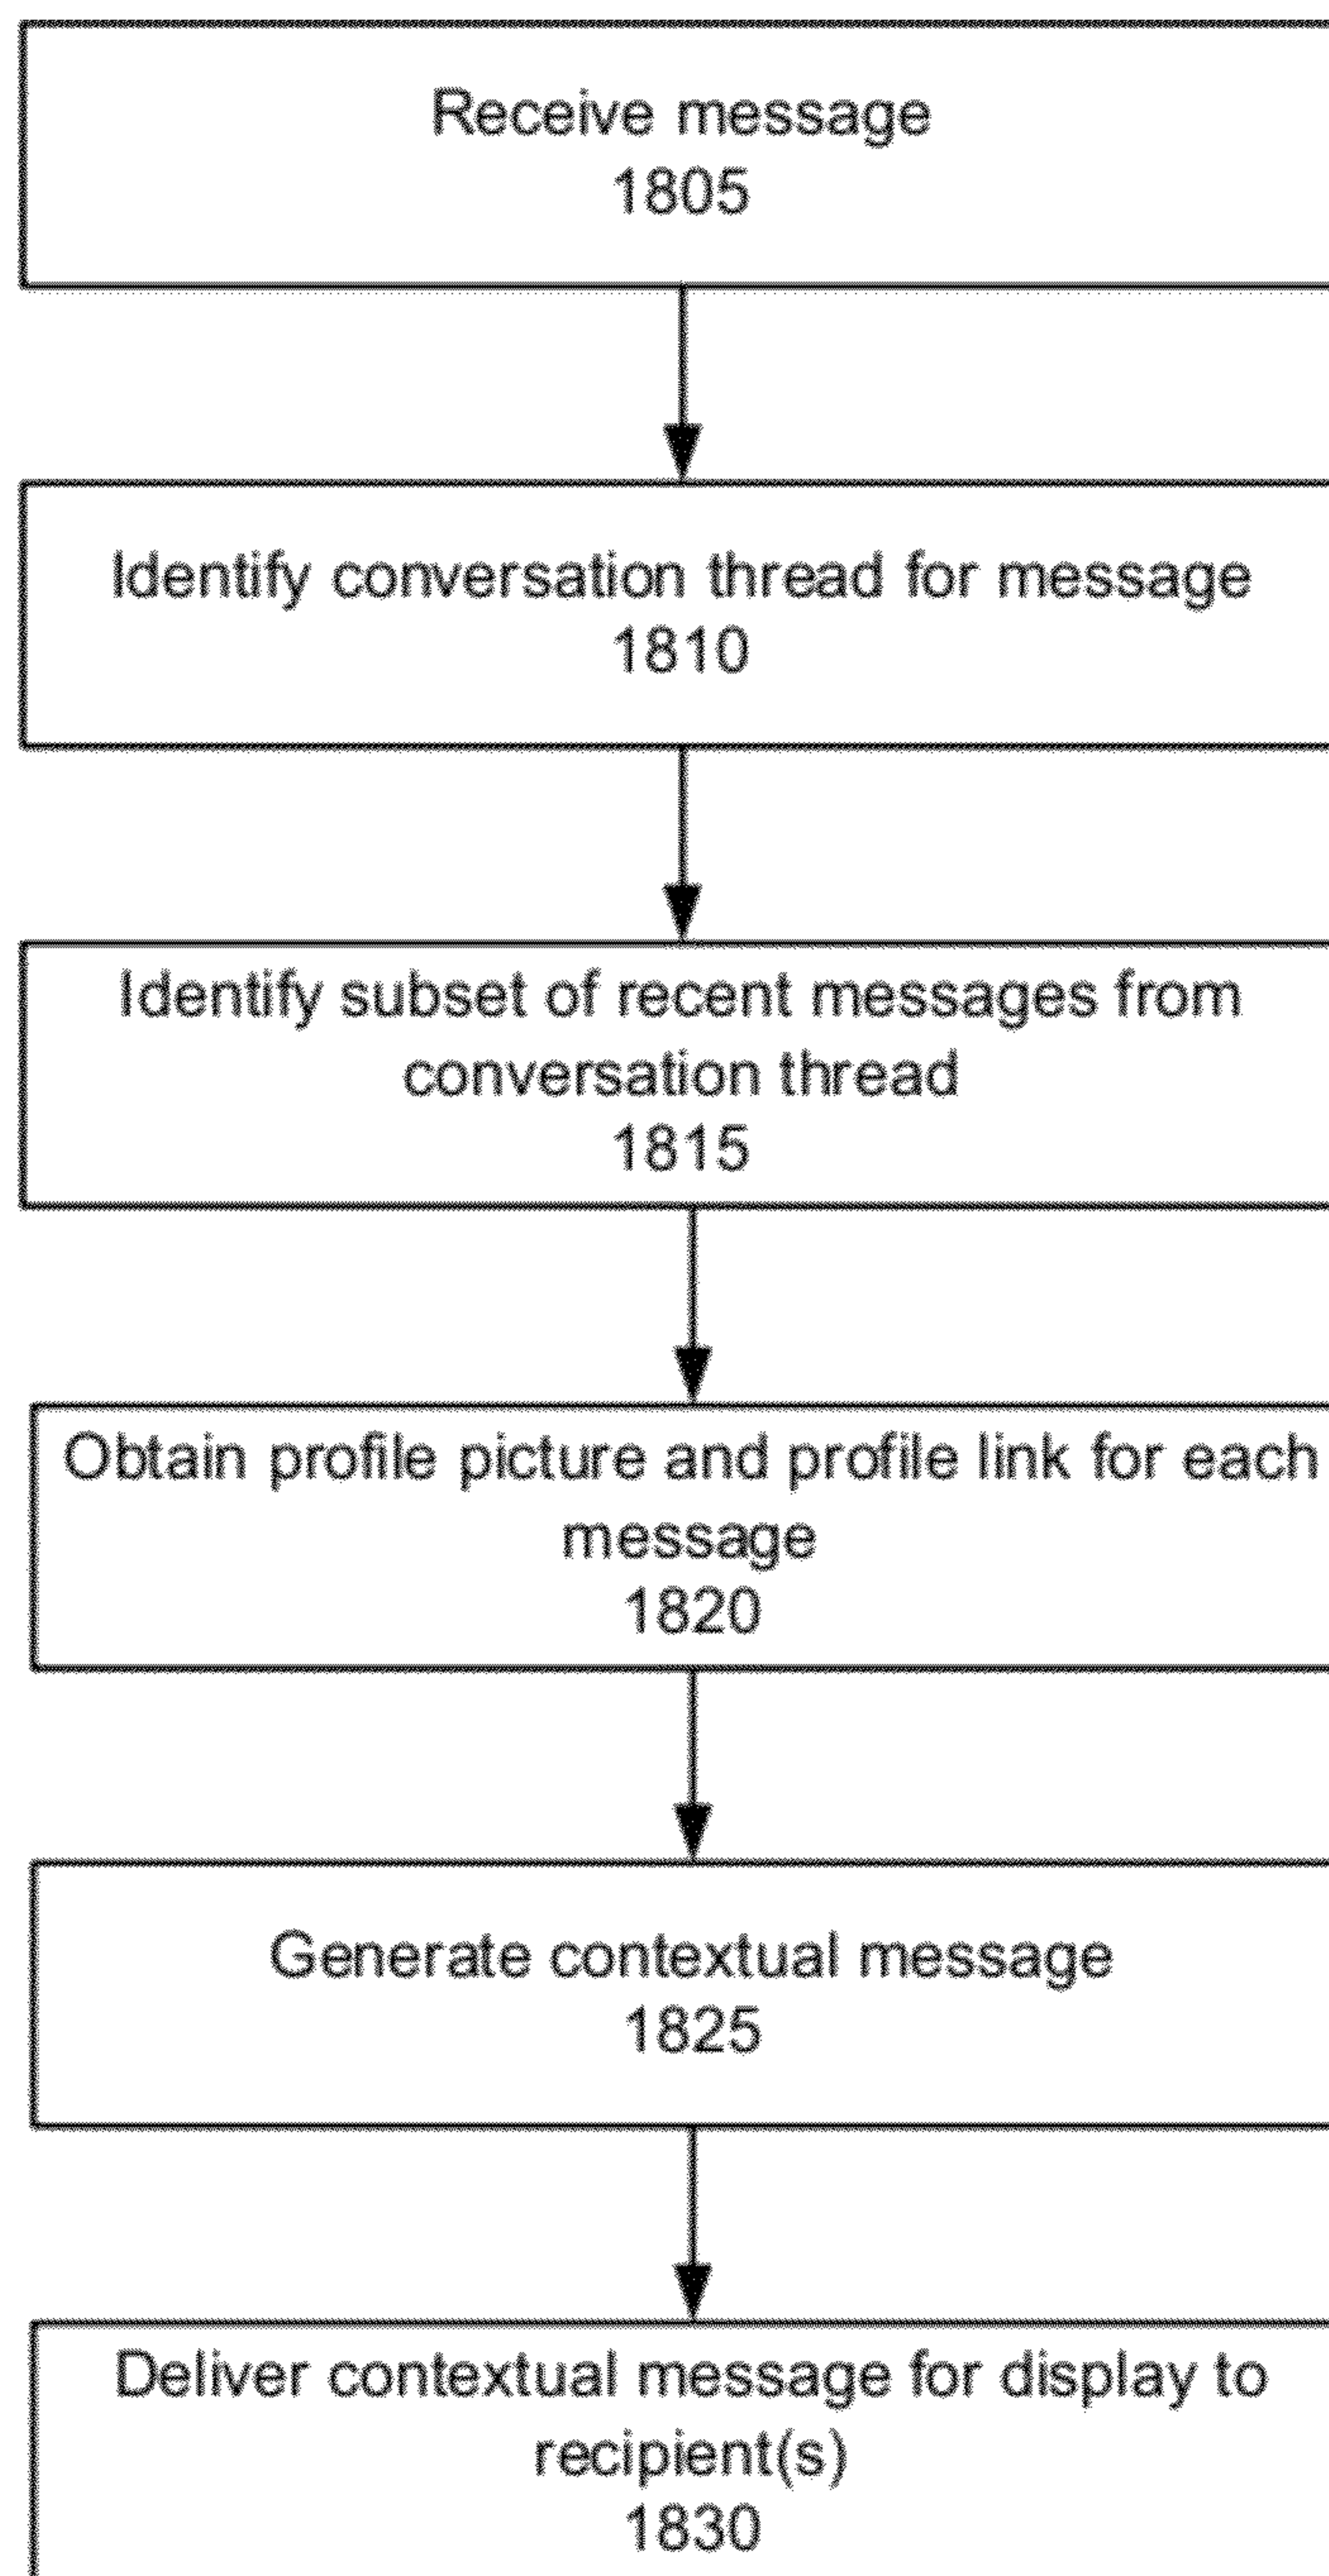 Receive message
1805
Identify conversation thread for message
1810
Identify subset of recent messages from
conversation thread
1815
Obtain profile picture and profile link for each
message
1820
Generate contextual message
1825
Deliver contextual message for display to
recipient(s)
1830